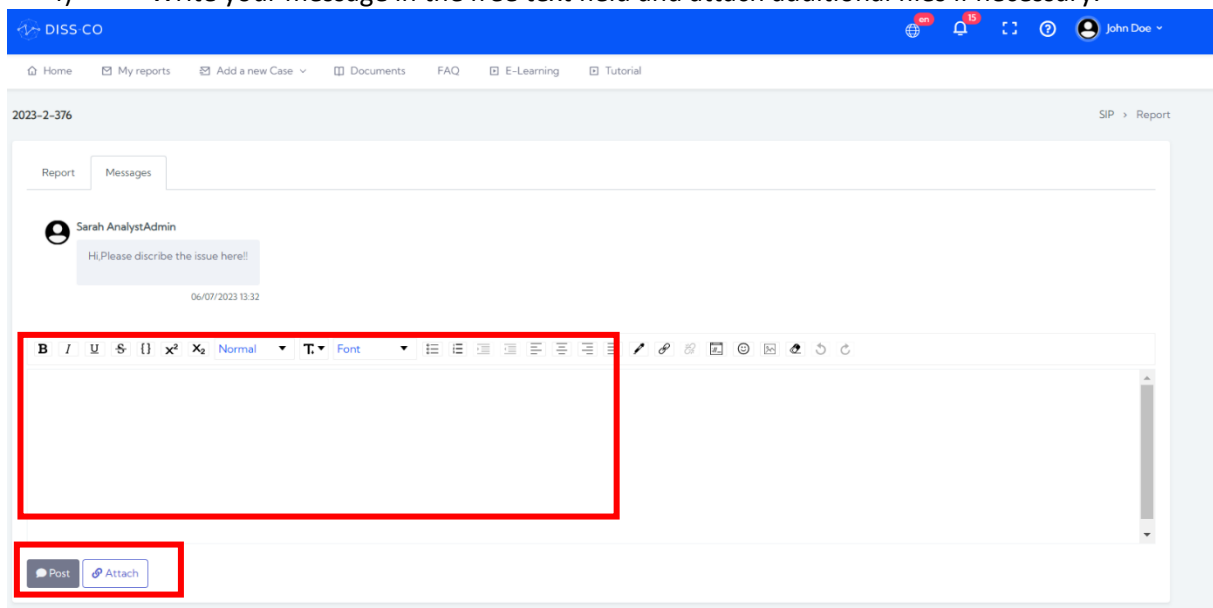 Write your message in the free text field and attach additional files if necessary.
DISS-CO en 15 John Doe
Home My reports Add a new Case Documents FAQ E-Learning Tutorial
2023-2-376 SIP > Report
Report Messages
Sarah AnalystAdmin
Hi,Please discribe the issue here!!
06/07/2023 13:32
B I U S {} x² X₂ Normal T Font
Post Attach